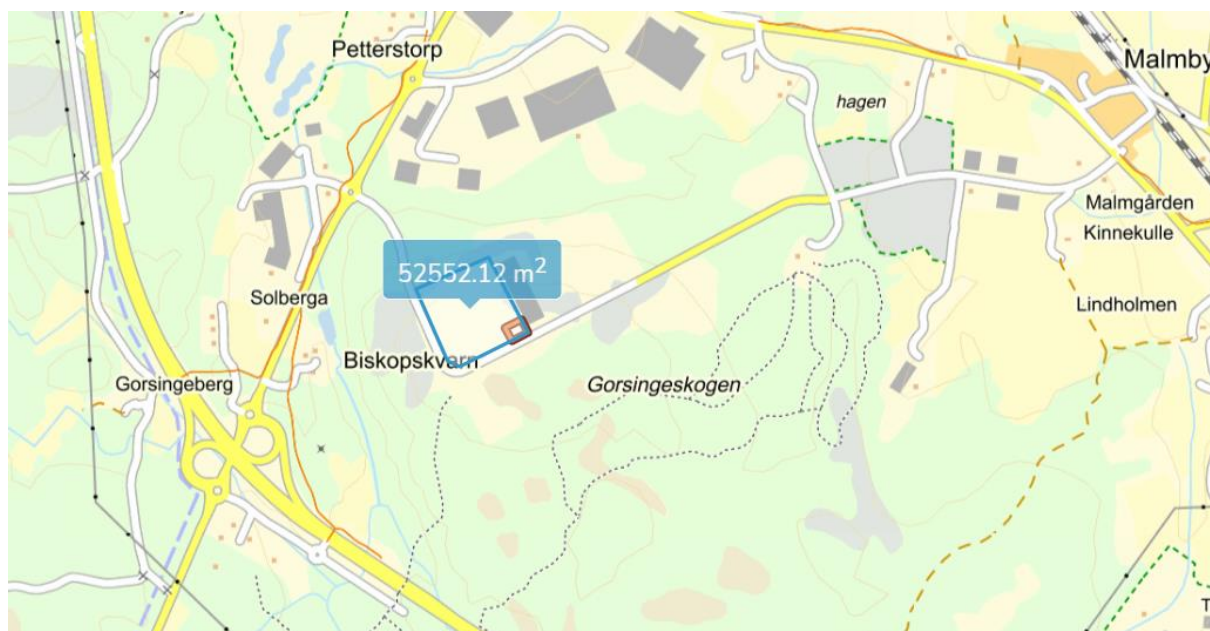 Petterstorp
Malmby
hagen
Malmgården
Kinnekulle
52552.12 m²
Solberga
Lindholmen
Biskopskvarn
Gorsingeberg
Gorsingeskogen
T